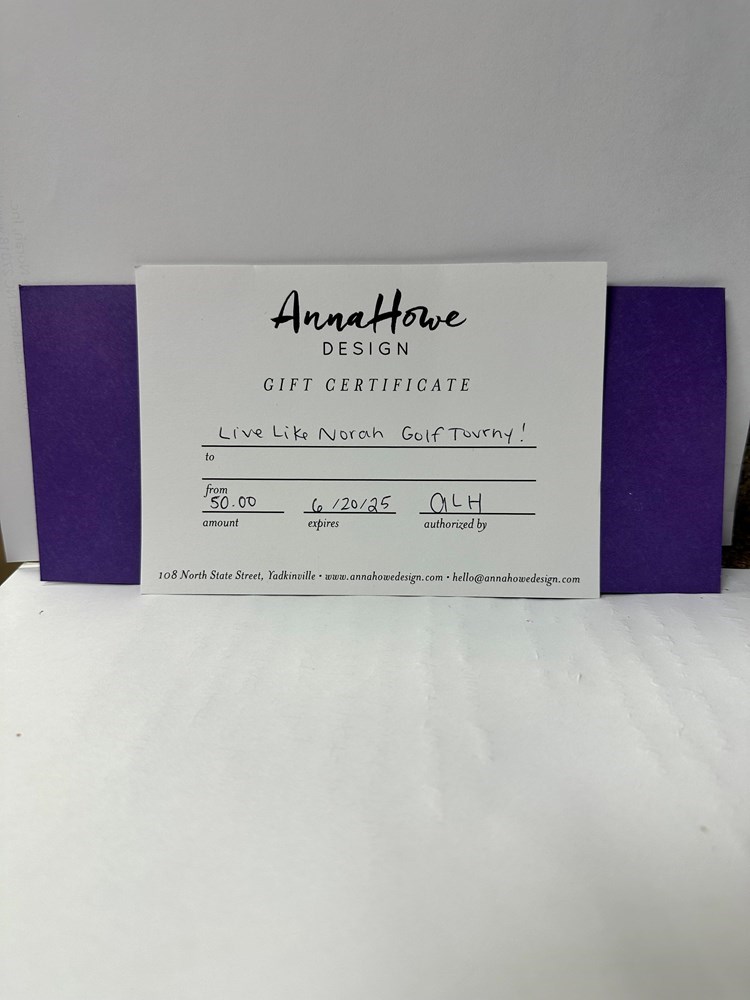 AnnaHowe
DESIGN
GIFT CERTIFICATE
Live Like Norah Golf Tourny!
to
from
50.00 6/20/25 ALH
amount expires authorized by
108 North State Street, Yadkinville • www.annahowedesign.com • hello@annahowedesign.com